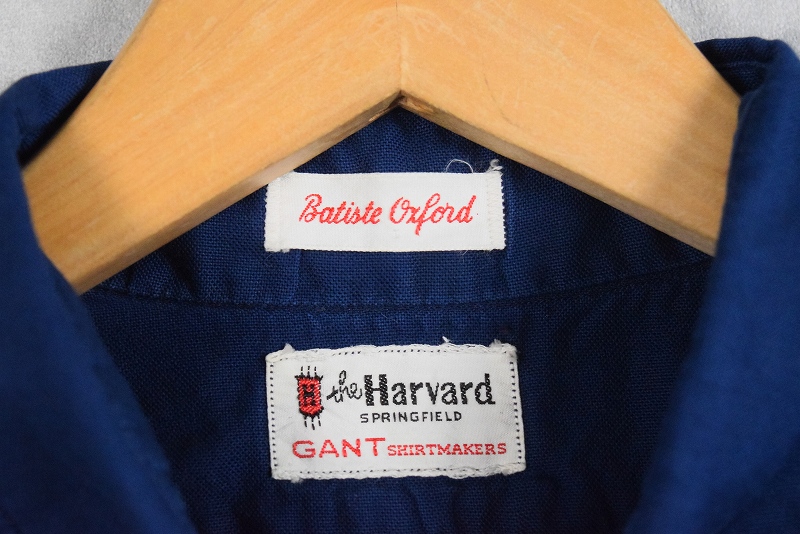 Batiste Oxford
H the Harvard
SPRINGFIELD
GANT SHIRTMAKERS